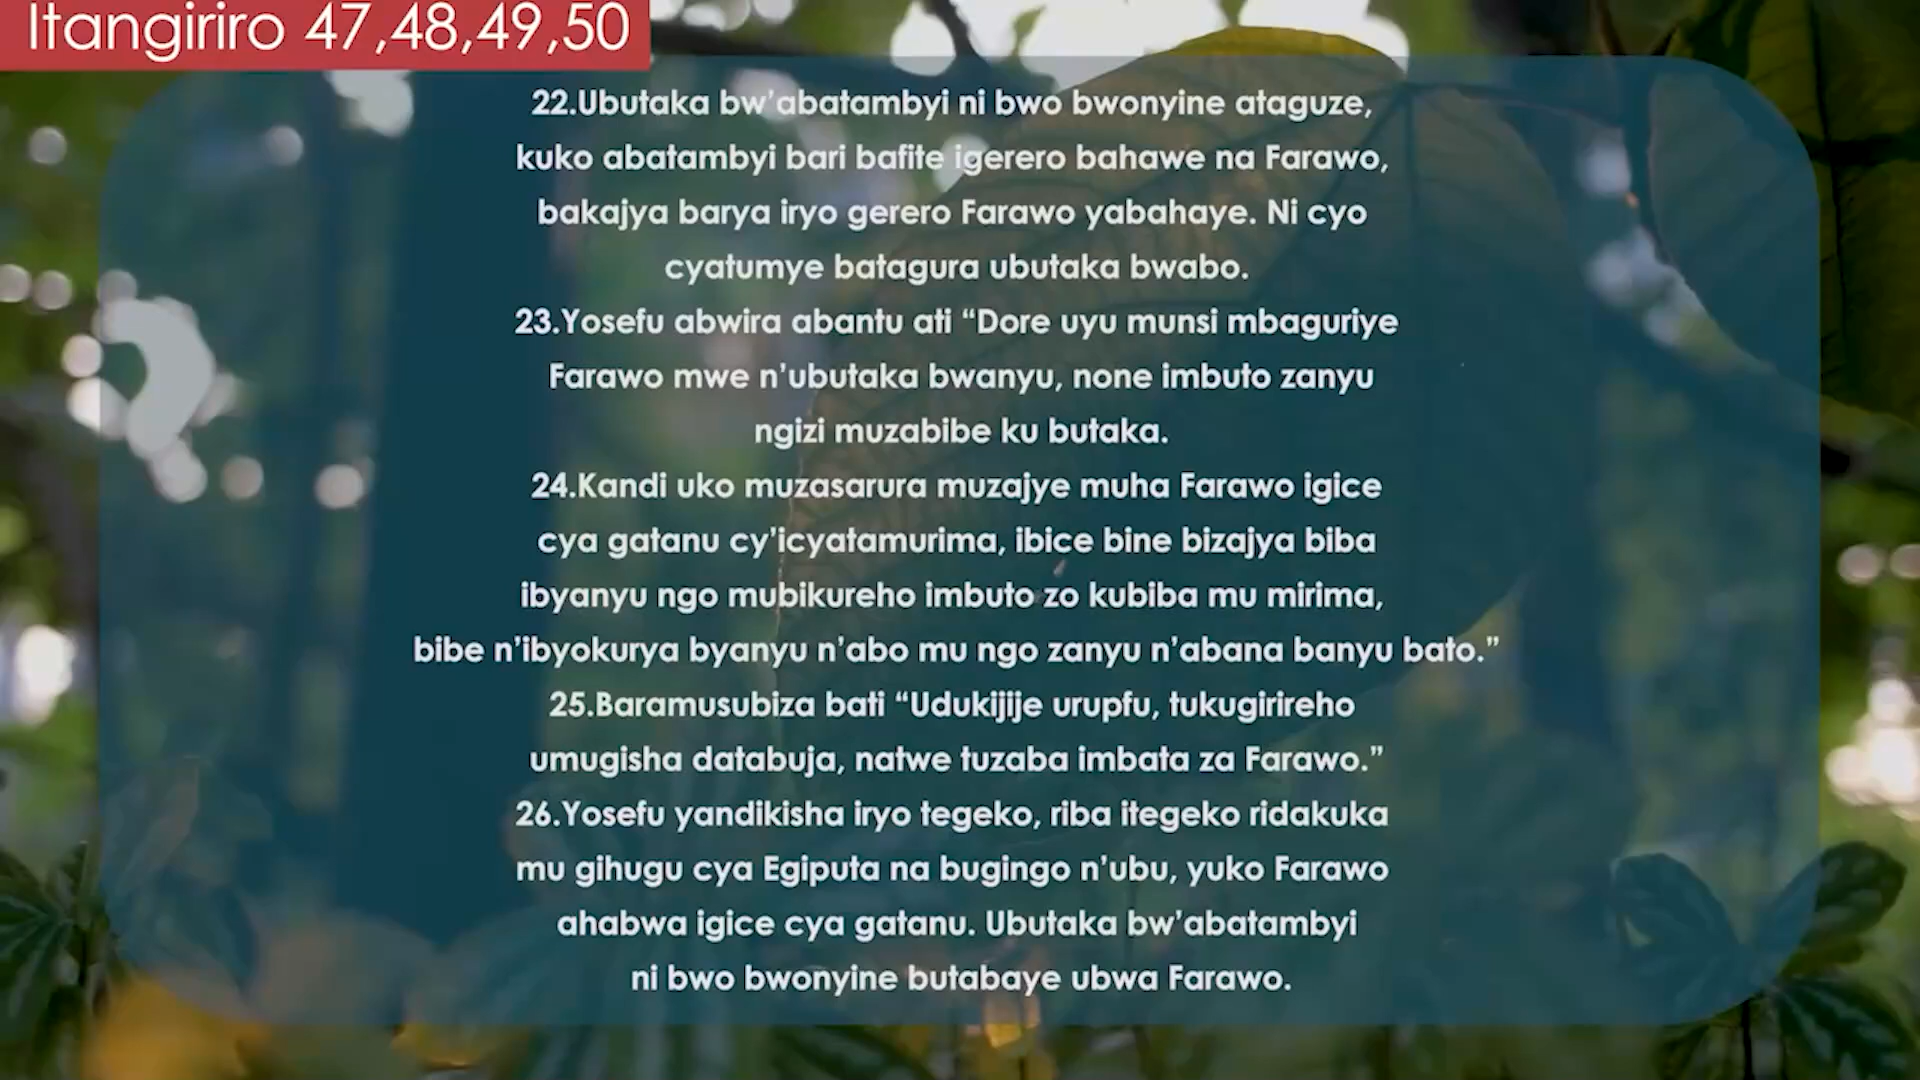 Itangiriro 47,48,49,50
22.Ubutaka bw’abatambyi ni bwo bwonyine ataguze,
kuko abatambyi bari bafite igerero bahawe na Farawo,
bakajya barya iryo gerero Farawo yabahaye. Ni cyo
cyatumye batagura ubutaka bwabo.
23.Yosefu abwira abantu ati “Dore uyu munsi mbaguriye
Farawo mwe n’ubutaka bwanyu, none imbuto zanyu
ngizi muzabibe ku butaka.
24.Kandi uko muzasarura muzajye muha Farawo igice
cya gatanu cy’icyatamurima, ibice bine bizajya biba
ibyanyu ngo mubikureho imbuto zo kubiba mu mirima,
bibe n’ibyokurya byanyu n’abo mu ngo zanyu n’abana banyu bato.”
25.Baramusubiza bati “Udukijije urupfu, tukugirireho
umugisha databuja, natwe tuzaba imbata za Farawo.”
26.Yosefu yandikisha iryo tegeko, riba itegeko ridakuka
mu gihugu cya Egiputa na bugingo n’ubu, yuko Farawo
ahabwa igice cya gatanu. Ubutaka bw’abatambyi
ni bwo bwonyine butabaye ubwa Farawo.